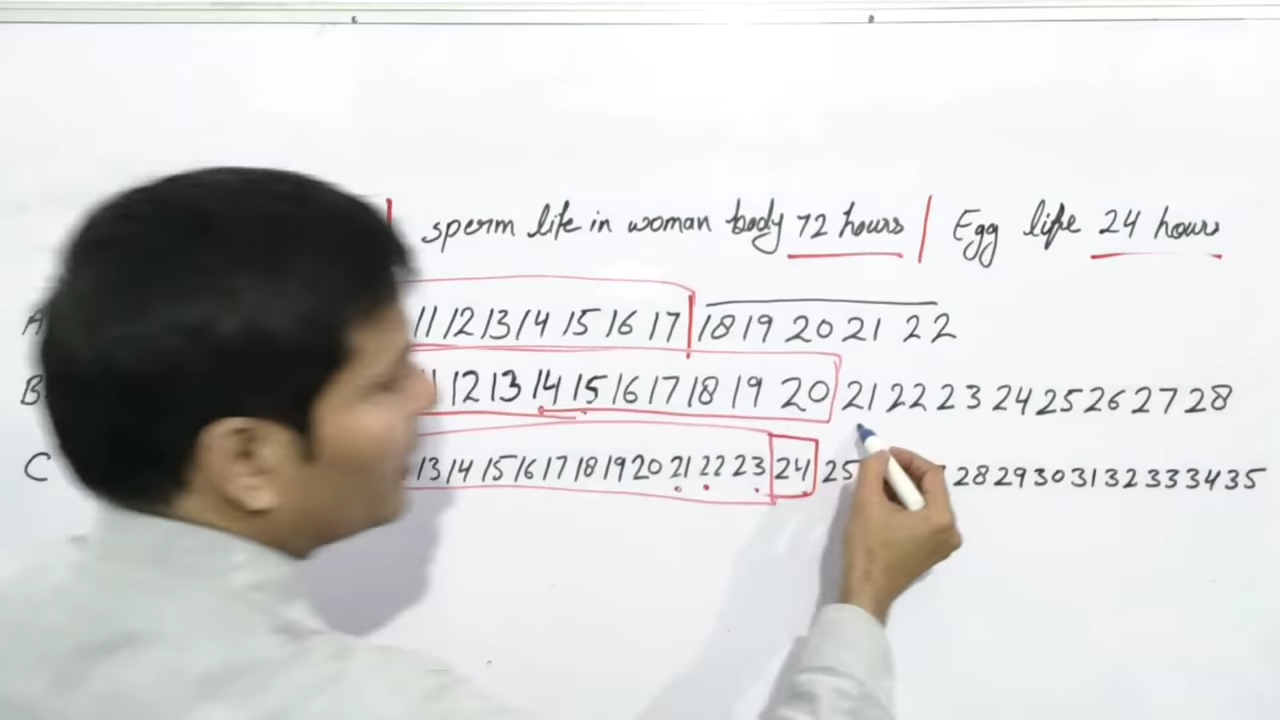 sperm life in woman body 72 hours | Egg life 24 hours
A 11 12 13 14 15 16 17 18 19 20 21 22
B 12 13 14 15 16 17 18 19 20 21 22 23 24 25 26 27 28
C 13 14 15 16 17 18 19 20 21 22 23 24 25 28 29 30 31 32 33 34 35